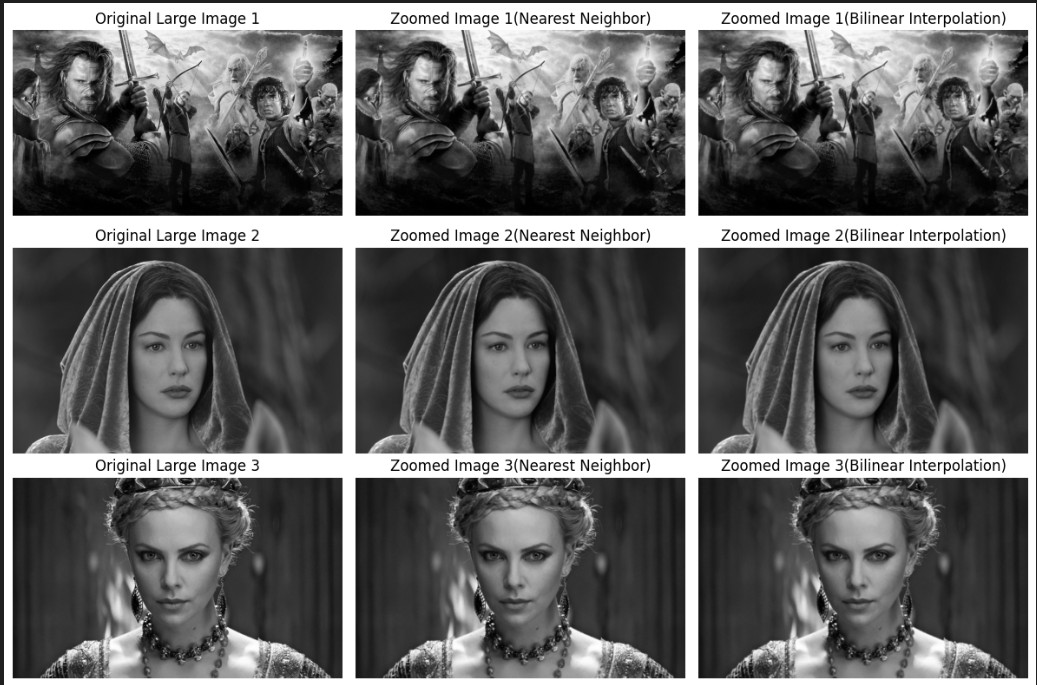 Original Large Image 1
Zoomed Image 1(Nearest Neighbor)
Zoomed Image 1(Bilinear Interpolation)
Original Large Image 2
Zoomed Image 2(Nearest Neighbor)
Zoomed Image 2(Bilinear Interpolation)
Original Large Image 3
Zoomed Image 3(Nearest Neighbor)
Zoomed Image 3(Bilinear Interpolation)